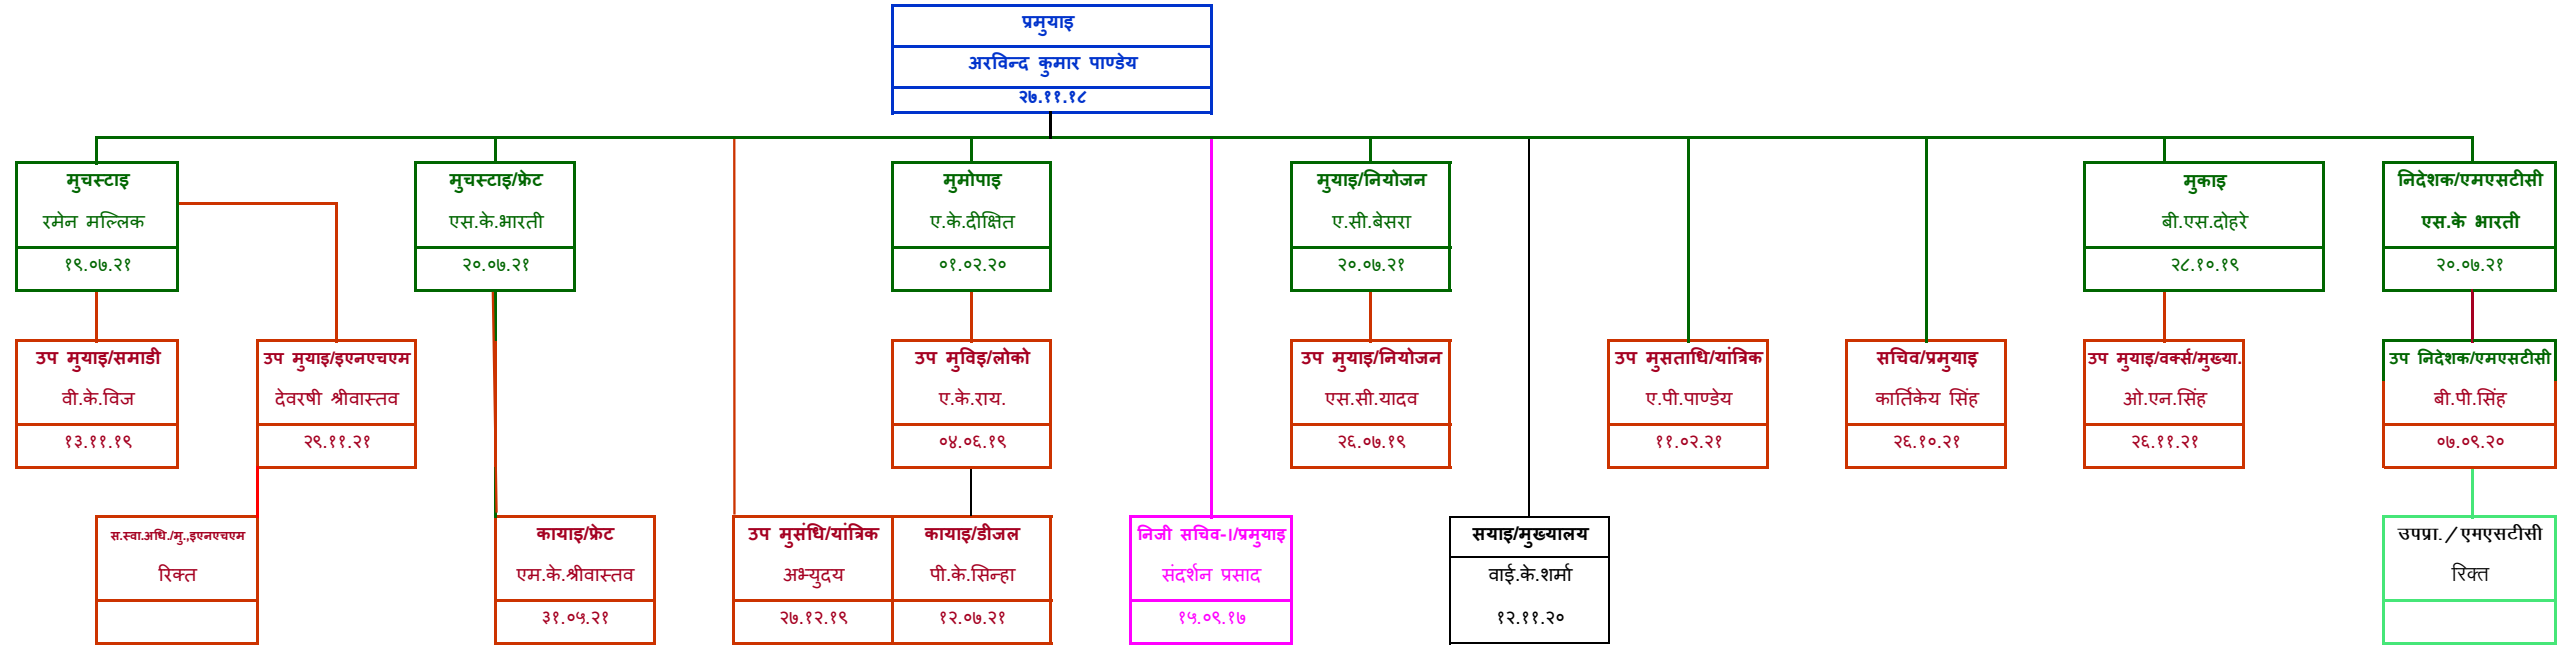 प्रमुयाइ
अरविन्द कुमार पाण्डेय
२७.११.१८
मुचस्टाइ
रमेन मल्लिक
१९.०७.२१
मुचस्टाइ/फ्रेट
एस.के.भारती
२०.०७.२१
मुमोपाइ
ए.के.दीक्षित
०१.०२.२०
मुयाइ/नियोजन
ए.सी.बेसरा
२०.०७.२१
मुकाइ
बी.एस.दोहरे
२८.१०.१९
निदेशक/एमएसटीसी
एस.के भारती
२०.०७.२१
उप मुयाइ/समाडी
वी.के.विज
१३.११.१९
उप मुयाइ/इएनएचएम
देवरषी श्रीवास्तव
२९.११.२१
उप मुविइ/लोको
ए.के.राय.
०४.०६.१९
उप मुयाइ/नियोजन
एस.सी.यादव
२६.०७.१९
उप मुसताधि/यांत्रिक
ए.पी.पाण्डेय
११.०२.२१
सचिव/प्रमुयाइ
कार्तिकेय सिंह
२६.१०.२१
उप मुयाइ/वर्क्स/मुख्या.
ओ.एन.सिंह
२६.११.२१
उप निदेशक/एमएसटीसी
बी.पी.सिंह
०७.०९.२०
स.स्वा.अधि./मु.,इएनएचएम
रिक्त
कायाइ/फ्रेट
एम.के.श्रीवास्तव
३१.०५.२१
उप मुसंधि/यांत्रिक
अभ्युदय
२७.१२.१९
कायाइ/डीजल
पी.के.सिन्हा
१२.०७.२१
निजी सचिव-।/प्रमुयाइ
संदर्शन प्रसाद
१५.०९.१७
सयाइ/मुख्यालय
वाई.के.शर्मा
१२.११.२०
उपप्रा./एमएसटीसी
रिक्त